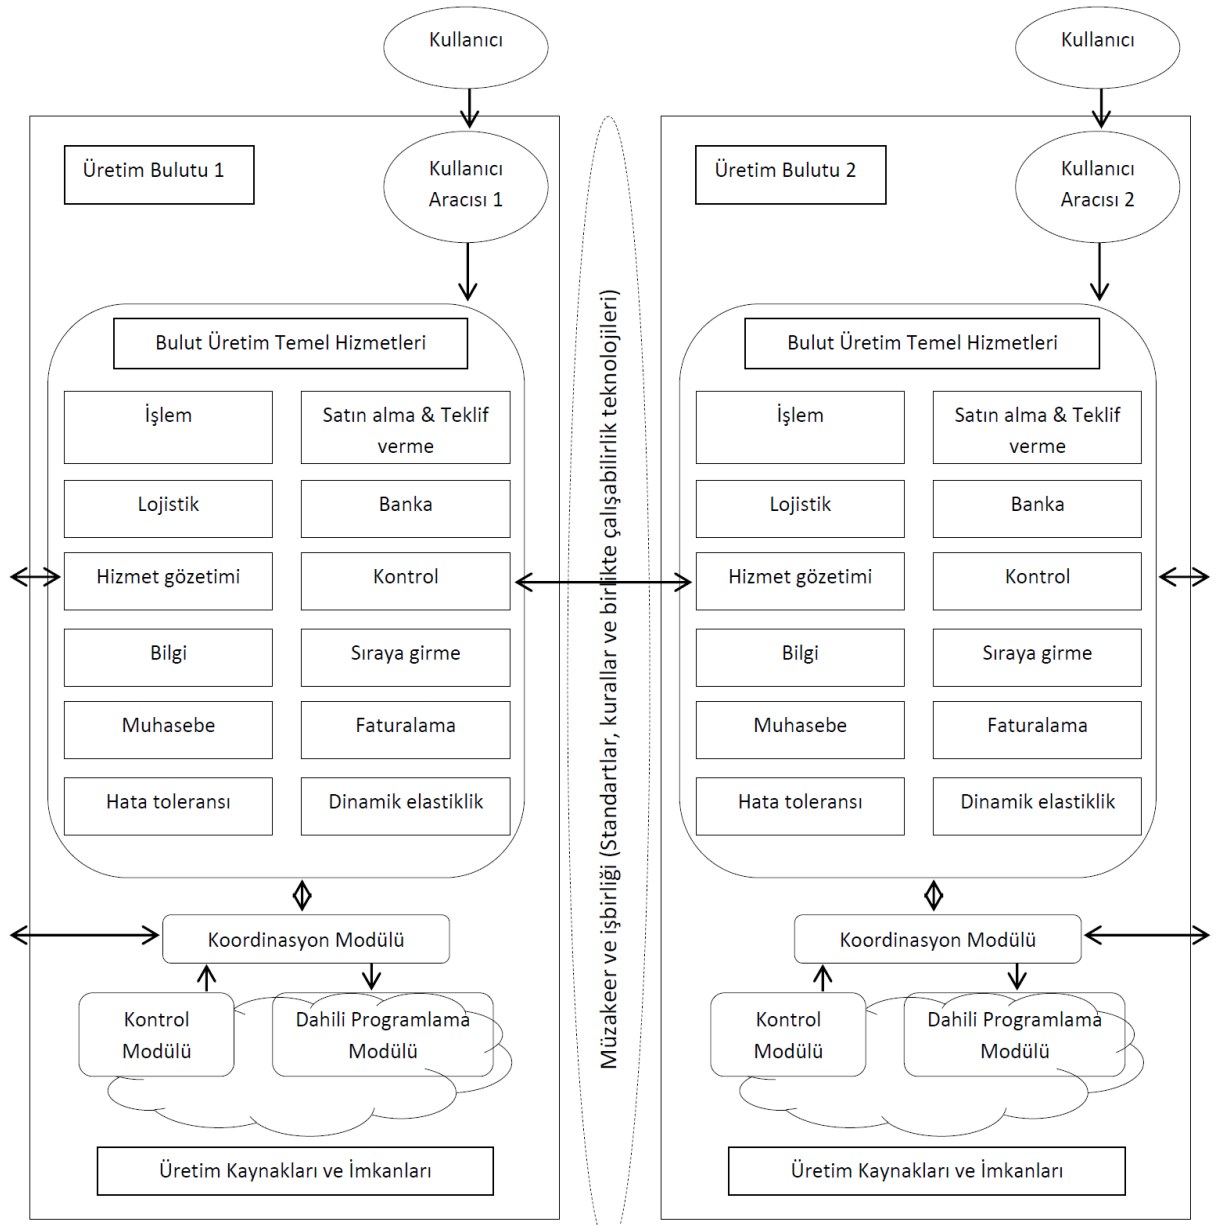 Kullanıcı
Kullanıcı
Üretim Bulutu 1
Kullanıcı
Aracısı 1
Üretim Bulutu 2
Kullanıcı
Aracısı 2
Bulut Üretim Temel Hizmetleri
İşlem
Satın alma & Teklif
verme
Lojistik
Banka
Hizmet gözetimi
Kontrol
Bilgi
Sıraya girme
Muhasebe
Faturalama
Hata toleransı
Dinamik elastiklik
Koordinasyon Modülü
Kontrol
Modülü
Dahili Programlama
Modülü
Üretim Kaynakları ve İmkanları
Müzakeer ve işbirliği (Standartlar, kurallar ve birlikte çalışabilirlik teknolojileri)
Bulut Üretim Temel Hizmetleri
İşlem
Satın alma & Teklif
verme
Lojistik
Banka
Hizmet gözetimi
Kontrol
Bilgi
Sıraya girme
Muhasebe
Faturalama
Hata toleransı
Dinamik elastiklik
Koordinasyon Modülü
Kontrol
Modülü
Dahili Programlama
Modülü
Üretim Kaynakları ve İmkanları